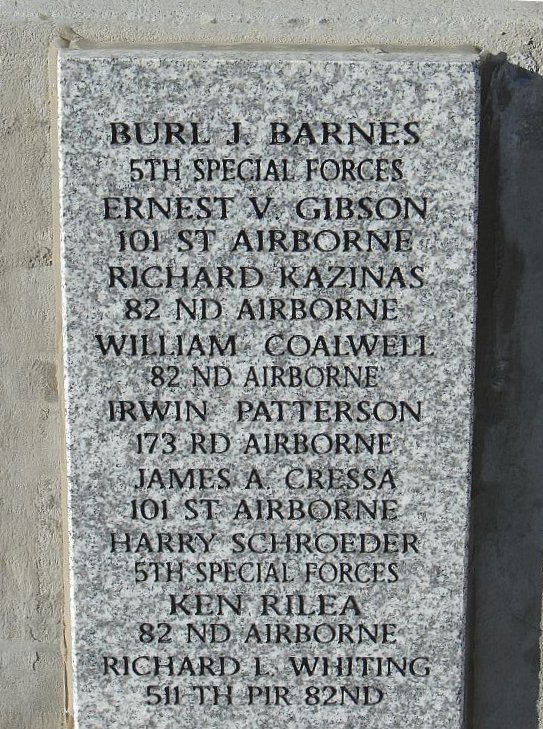 BURL J. BARNES
5TH SPECIAL FORCES
ERNEST V. GIBSON
101 ST AIRBORNE
RICHARD KAZINAS
82 ND AIRBORNE
WILLIAM COALWELL
82 ND AIRBORNE
IRWIN PATTERSON
173 RD AIRBORNE
JAMES A. CRESSA
101 ST AIRBORNE
HARRY SCHROEDER
5TH SPECIAL FORCES
KEN RILEA
82 ND AIRBORNE
RICHARD L. WHITING
511 TH PIR 82ND